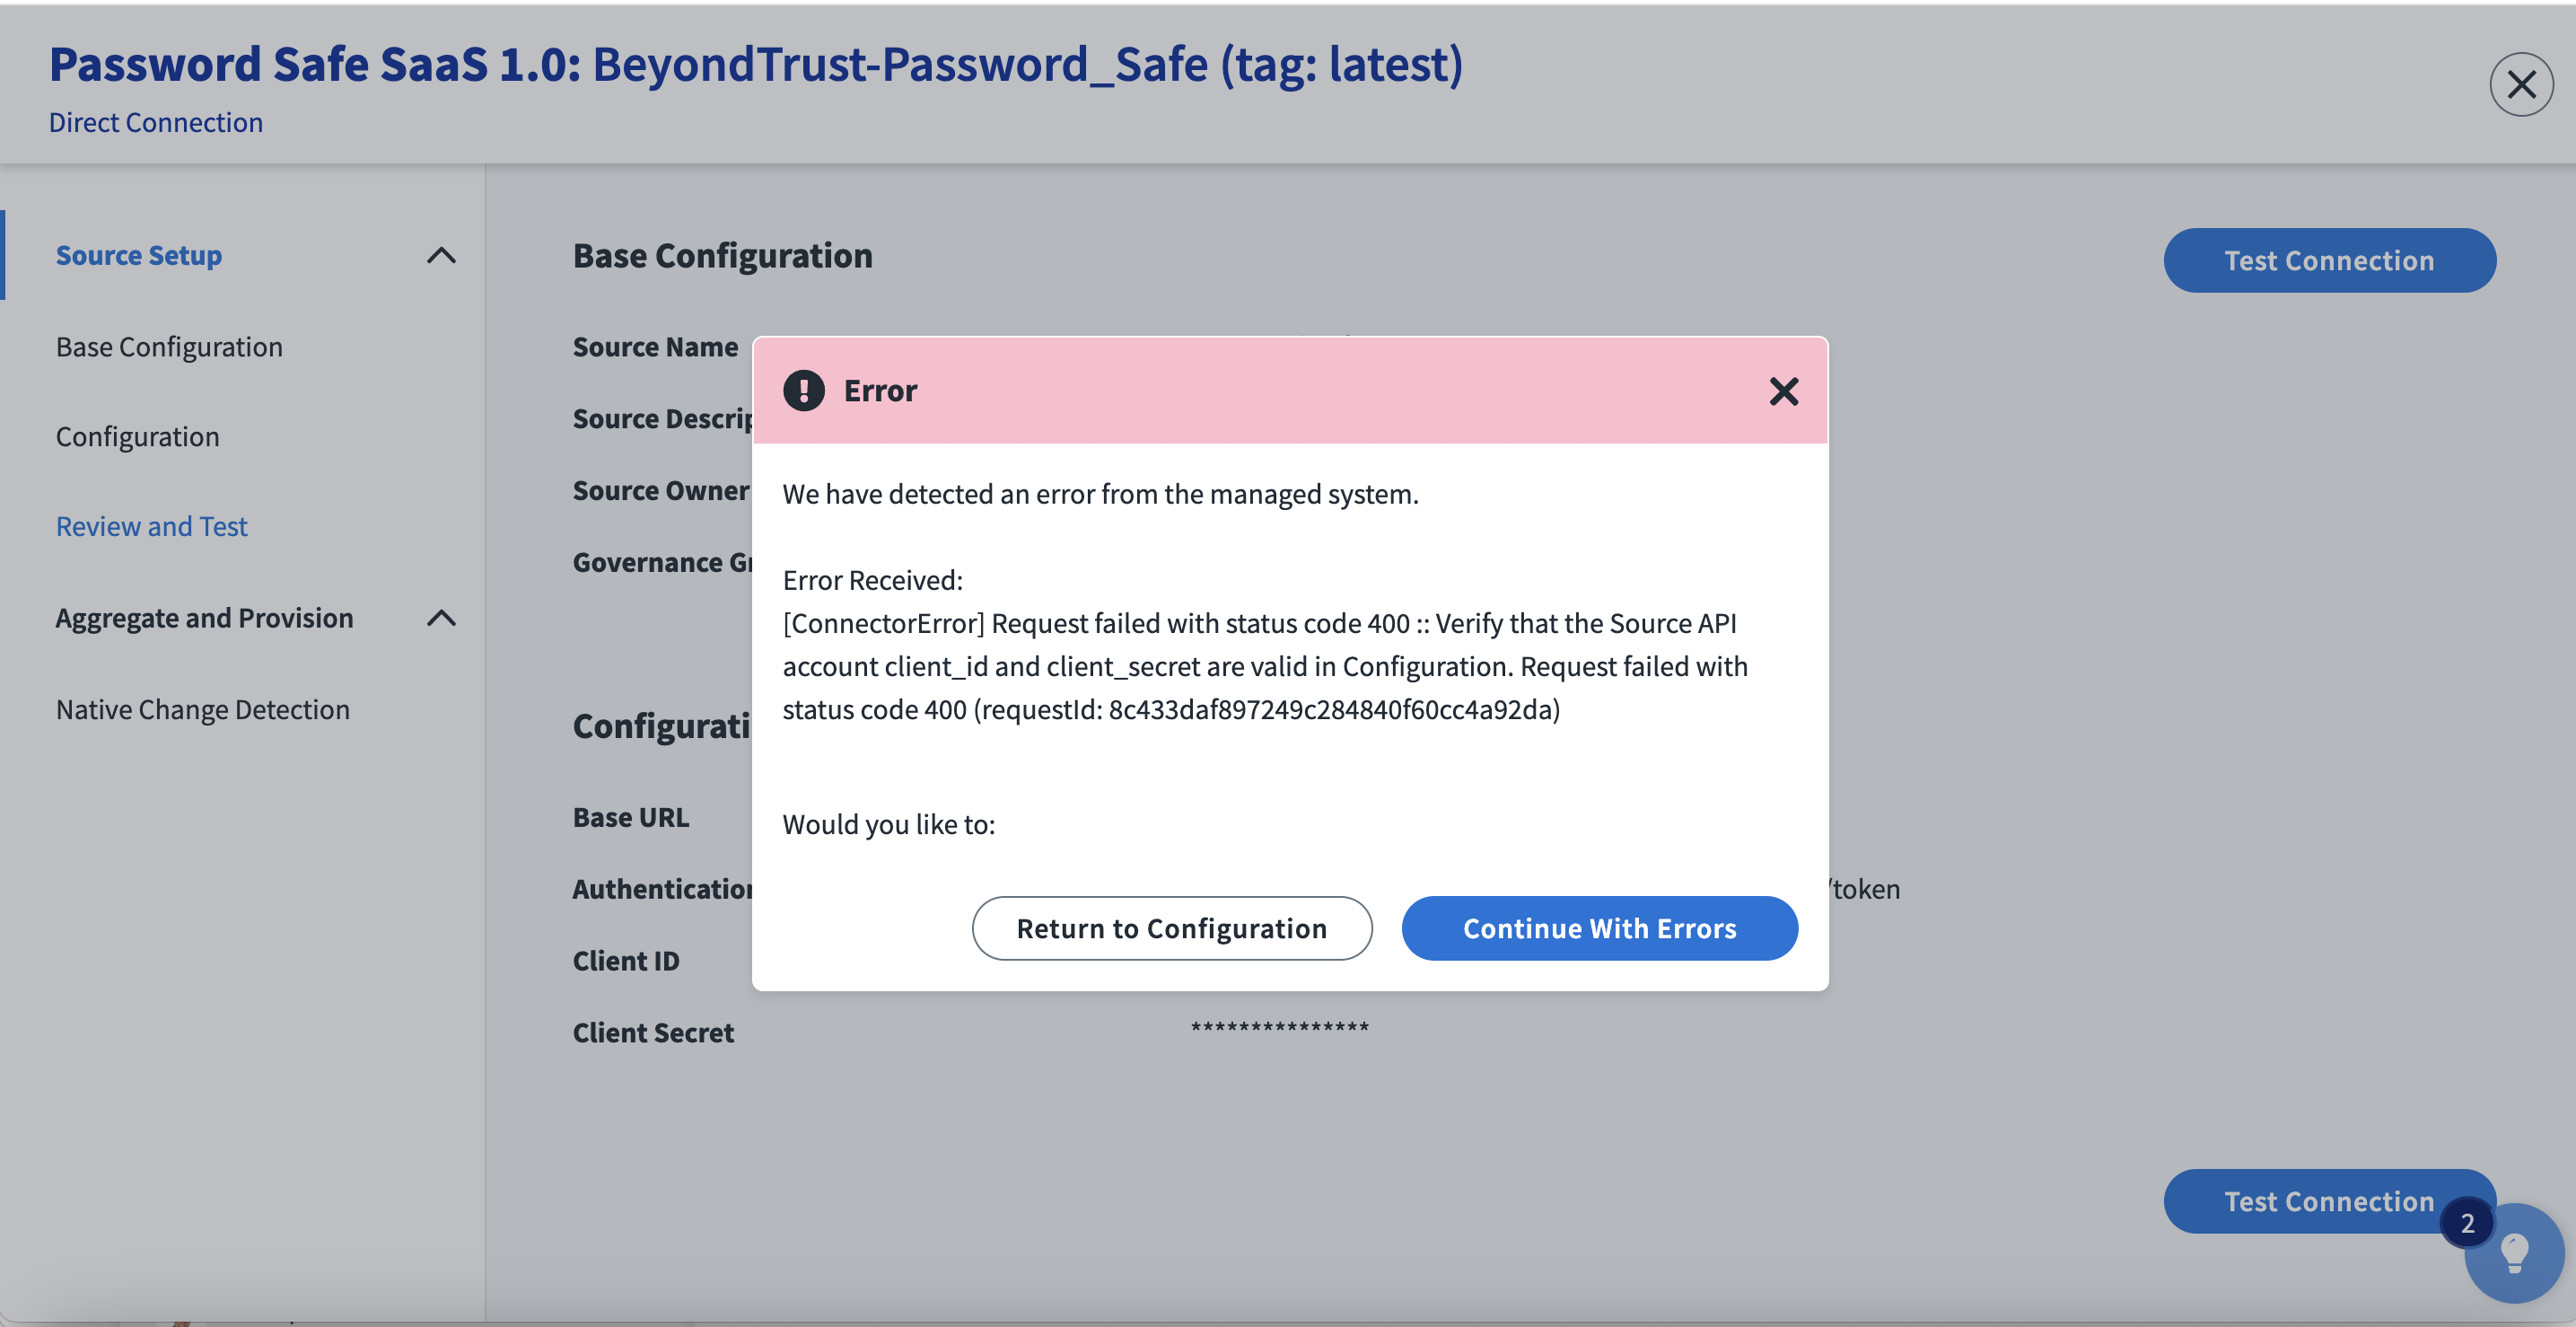 Password Safe SaaS 1.0: BeyondTrust-Password_Safe (tag: latest)
Direct Connection
Source Setup
Base Configuration
Configuration
Review and Test
Aggregate and Provision
Native Change Detection
Base Configuration
Test Connection
Source Name
Source Descrip
Source Owner
Governance Gr
Configurati
Base URL
Authentication
/token
Client ID
Client Secret
***************
Error
We have detected an error from the managed system.
Error Received:
[ConnectorError] Request failed with status code 400 :: Verify that the Source API
account client_id and client_secret are valid in Configuration. Request failed with
status code 400 (requestId: 8c433daf897249c284840f60cc4a92da)
Would you like to:
Return to Configuration
Continue With Errors
Test Connection
2